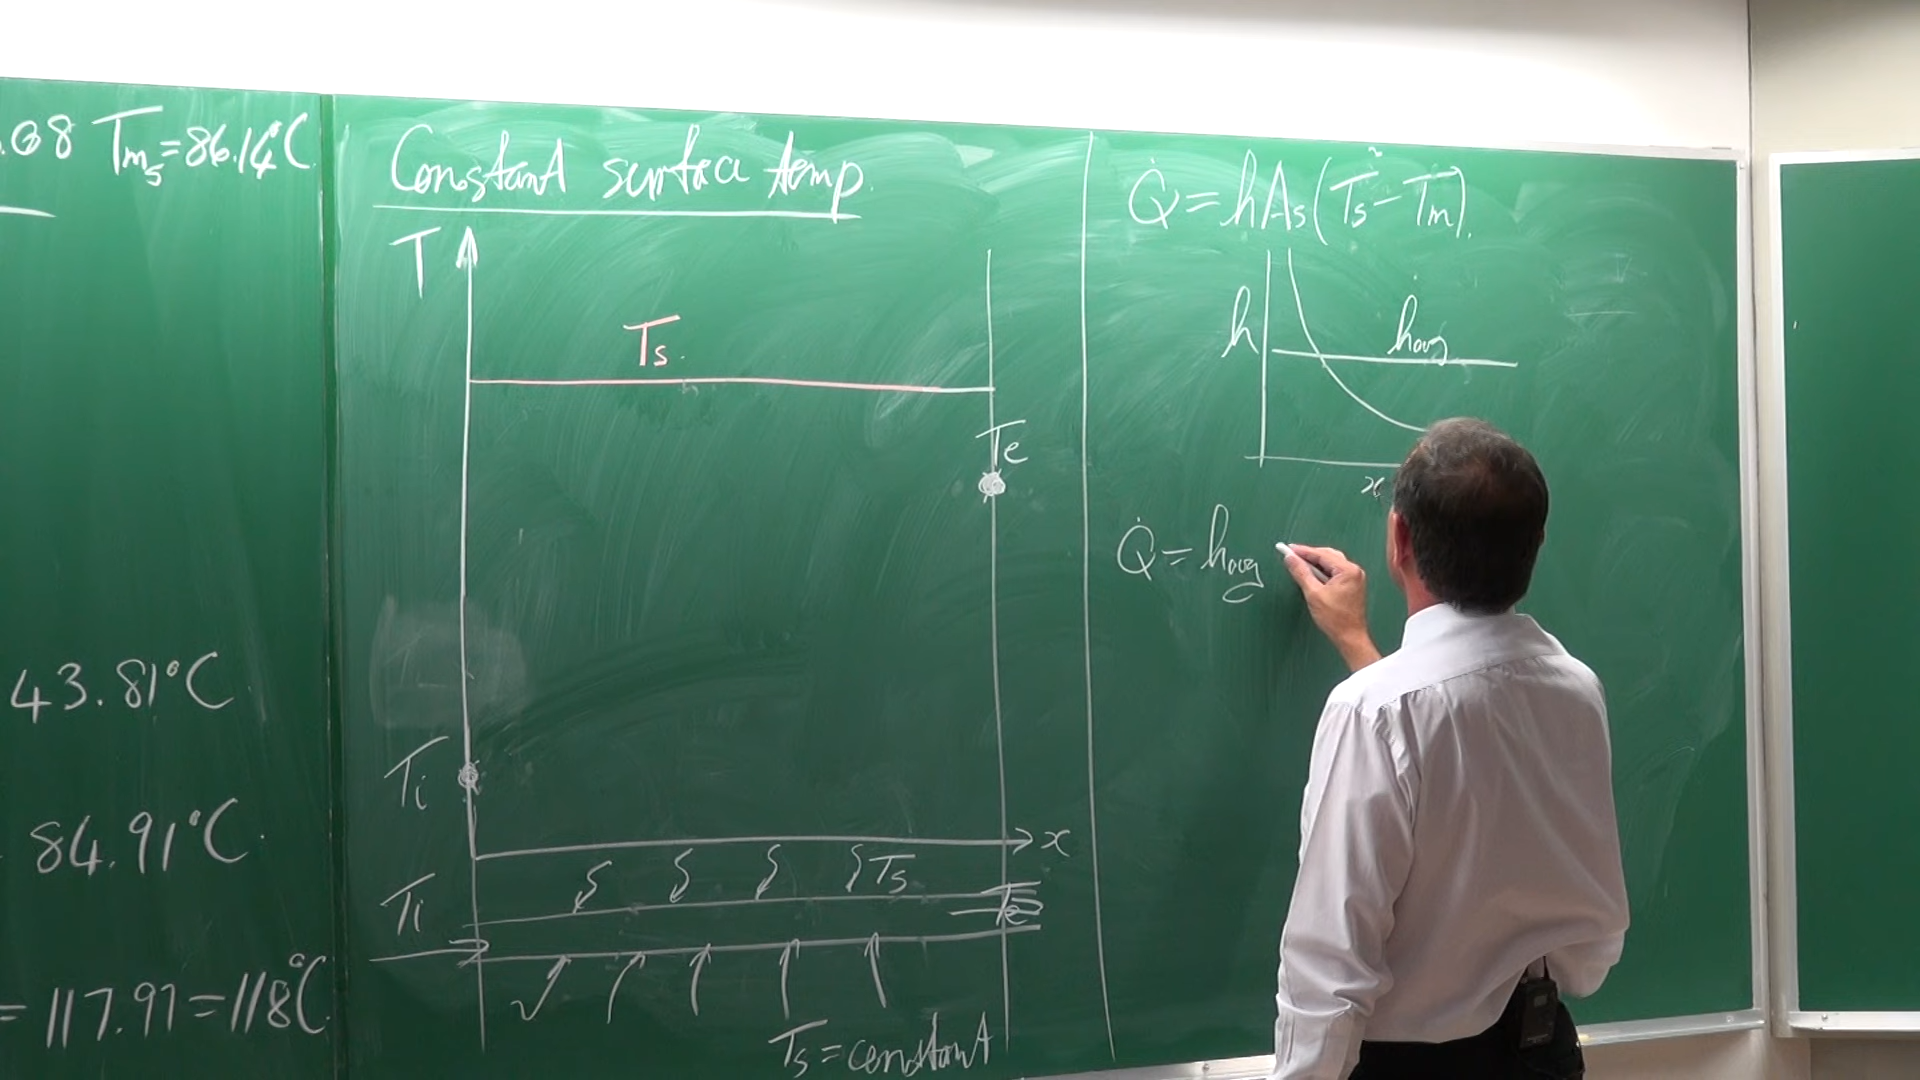 .08 Tm5=86.14°C
43.81°C
84.91°C.
=117.97=118°C
Constant surface temp.
T
Ts.
Te
Ti
x
Ts
Ti
Te
Ts=constant
Q̇=hAs(Ts-Tm).
h
havg
x
Q̇=havg